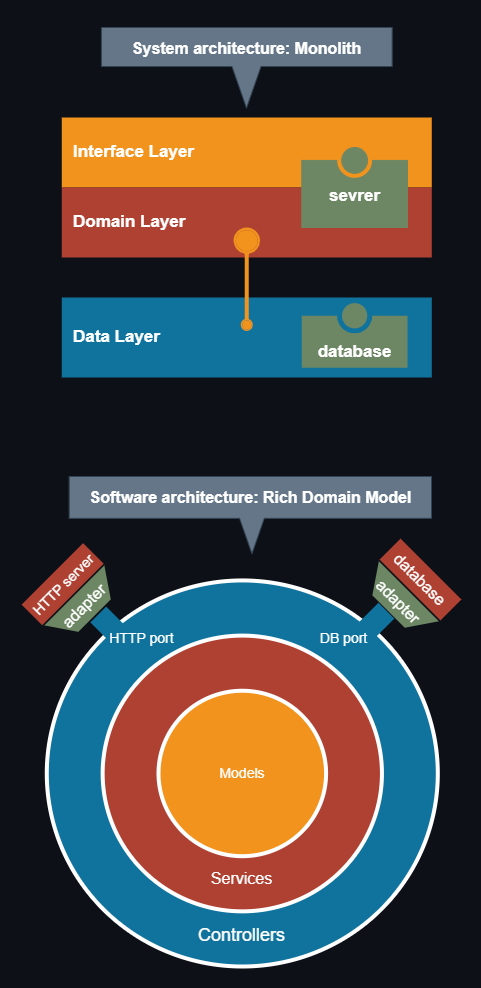 System architecture: Monolith
Interface Layer
sevrer
Domain Layer
Data Layer
database
Software architecture: Rich Domain Model
HTTP server
adapter
database
adapter
HTTP port
DB port
Models
Services
Controllers